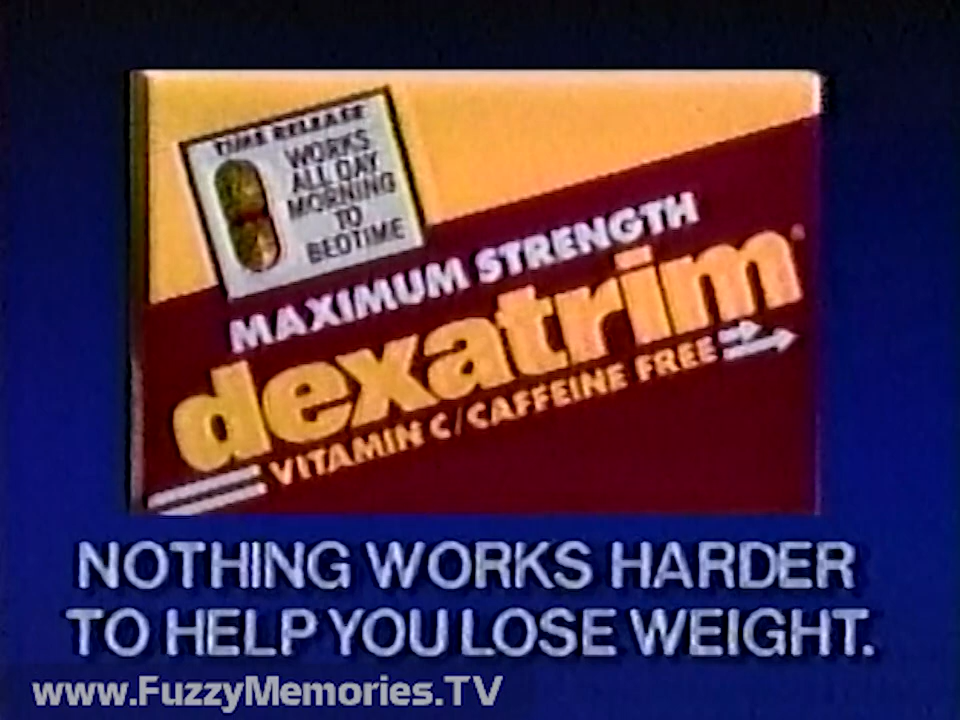 TIME RELEASE
WORKS
ALL DAY
MORNING
TO
BEDTIME
MAXIMUM STRENGTH
dexatrim
VITAMIN C/CAFFEINE FREE
NOTHING WORKS HARDER
TO HELP YOU LOSE WEIGHT.
www.FuzzyMemories.TV